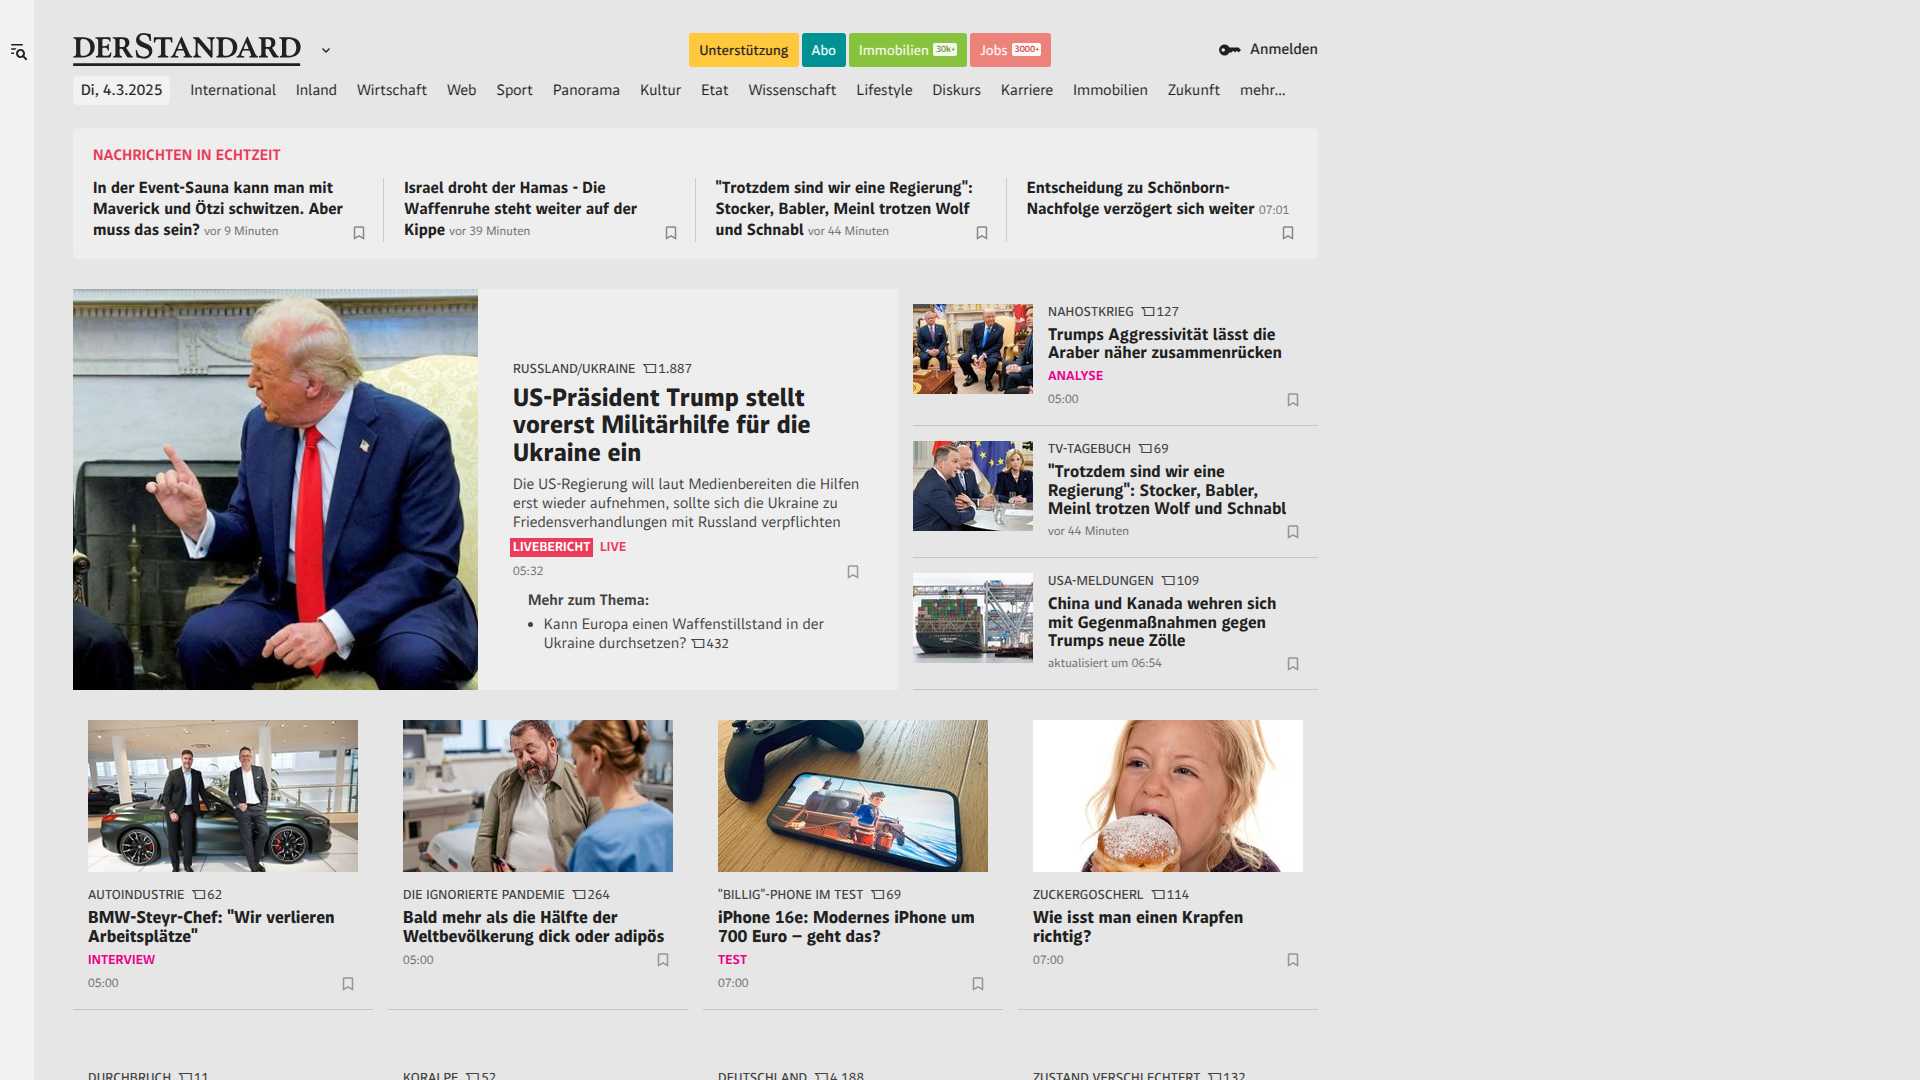 DERSTANDARD
Unterstützung
Abo
Immobilien 30k+
Jobs 3000+
Anmelden
Di, 4.3.2025
International
Inland
Wirtschaft
Web
Sport
Panorama
Kultur
Etat
Wissenschaft
Lifestyle
Diskurs
Karriere
Immobilien
Zukunft
mehr...
NACHRICHTEN IN ECHTZEIT
In der Event-Sauna kann man mit
Maverick und Ötzi schwitzen. Aber
muss das sein? vor 9 Minuten
Israel droht der Hamas - Die
Waffenruhe steht weiter auf der
Kippe vor 39 Minuten
"Trotzdem sind wir eine Regierung":
Stocker, Babler, Meinl trotzen Wolf
und Schnabl vor 44 Minuten
Entscheidung zu Schönborn-
Nachfolge verzögert sich weiter 07:01
RUSSLAND/UKRAINE 1.887
US-Präsident Trump stellt
vorerst Militärhilfe für die
Ukraine ein
Die US-Regierung will laut Medienbereiten die Hilfen
erst wieder aufnehmen, sollte sich die Ukraine zu
Friedensverhandlungen mit Russland verpflichten
LIVEBERICHT LIVE
05:32
Mehr zum Thema:
• Kann Europa einen Waffenstillstand in der
Ukraine durchsetzen? 432
NAHOSTKRIEG 127
Trumps Aggressivität lässt die
Araber näher zusammenrücken
ANALYSE
05:00
TV-TAGEBUCH 69
"Trotzdem sind wir eine
Regierung": Stocker, Babler,
Meinl trotzen Wolf und Schnabl
vor 44 Minuten
USA-MELDUNGEN 109
China und Kanada wehren sich
mit Gegenmaßnahmen gegen
Trumps neue Zölle
aktualisiert um 06:54
AUTOINDUSTRIE 62
BMW-Steyr-Chef: "Wir verlieren
Arbeitsplätze"
INTERVIEW
05:00
DIE IGNORIERTE PANDEMIE 264
Bald mehr als die Hälfte der
Weltbevölkerung dick oder adipös
05:00
"BILLIG"-PHONE IM TEST 69
iPhone 16e: Modernes iPhone um
700 Euro – geht das?
TEST
07:00
ZUCKERGOSCHERL 114
Wie isst man einen Krapfen
richtig?
07:00
DURCHBRUCH 11
KORALPE 52
DEUTSCHLAND 4.188
ZUSTAND VERSCHLECHTERT 132